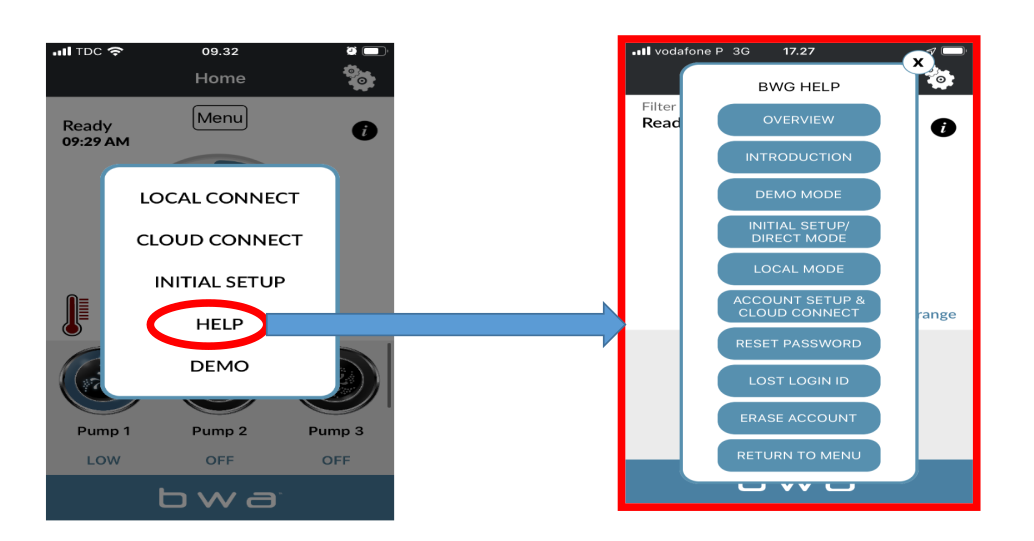 TDC 09.32
Home
Menu
Ready
09:29 AM
i
LOCAL CONNECT
CLOUD CONNECT
INITIAL SETUP
HELP
DEMO
Pump 1 Pump 2 Pump 3
LOW OFF OFF
bwa
vodafone P 3G 17.27
x
BWG HELP
Filter
Read
i
OVERVIEW
INTRODUCTION
DEMO MODE
INITIAL SETUP/
DIRECT MODE
LOCAL MODE
ACCOUNT SETUP &
CLOUD CONNECT
range
RESET PASSWORD
LOST LOGIN ID
ERASE ACCOUNT
RETURN TO MENU